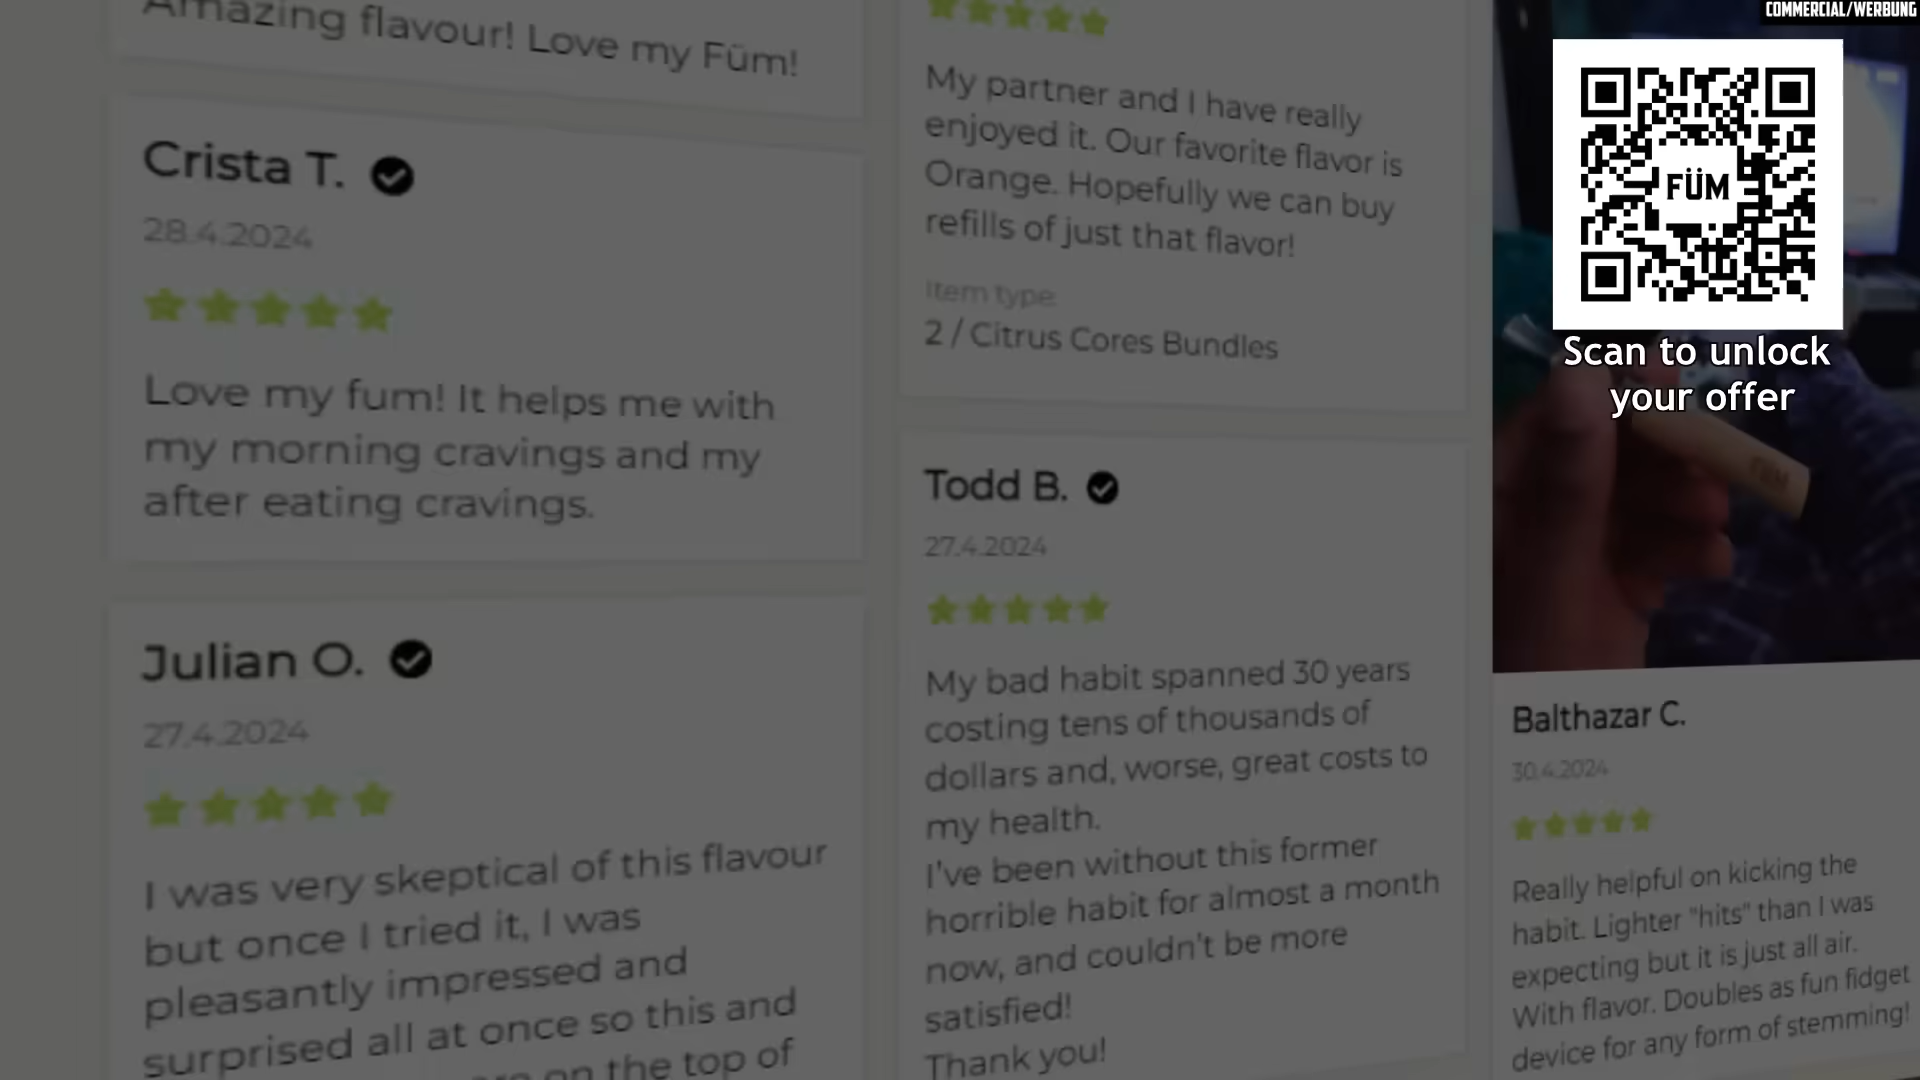 COMMERCIAL/WERBUNG
Amazing flavour! Love my Füm!
Crista T.
28.4.2024
Love my fum! It helps me with
my morning cravings and my
after eating cravings.
Julian O.
27.4.2024
I was very skeptical of this flavour
but once I tried it, I was
pleasantly impressed and
surprised all at once so this and
on the top of
My partner and I have really
enjoyed it. Our favorite flavor is
Orange. Hopefully we can buy
refills of just that flavor!
Item type:
2 / Citrus Cores Bundles
Todd B.
27.4.2024
My bad habit spanned 30 years
costing tens of thousands of
dollars and, worse, great costs to
my health.
I've been without this former
horrible habit for almost a month
now, and couldn't be more
satisfied!
Thank you!
FÜM
Scan to unlock
your offer
Balthazar C.
30.4.2024
Really helpful on kicking the
habit. Lighter "hits" than I was
expecting but it is just all air.
With flavor. Doubles as fun fidget
device for any form of stemming!